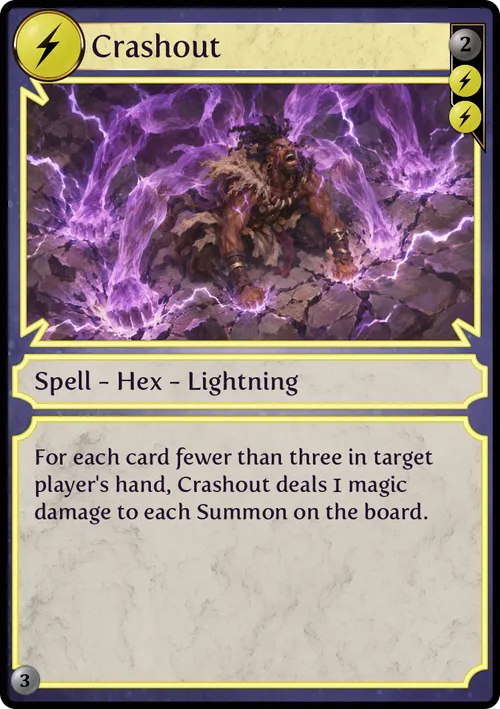 Crashout
2
Spell - Hex - Lightning
For each card fewer than three in target
player's hand, Crashout deals 1 magic
damage to each Summon on the board.
3